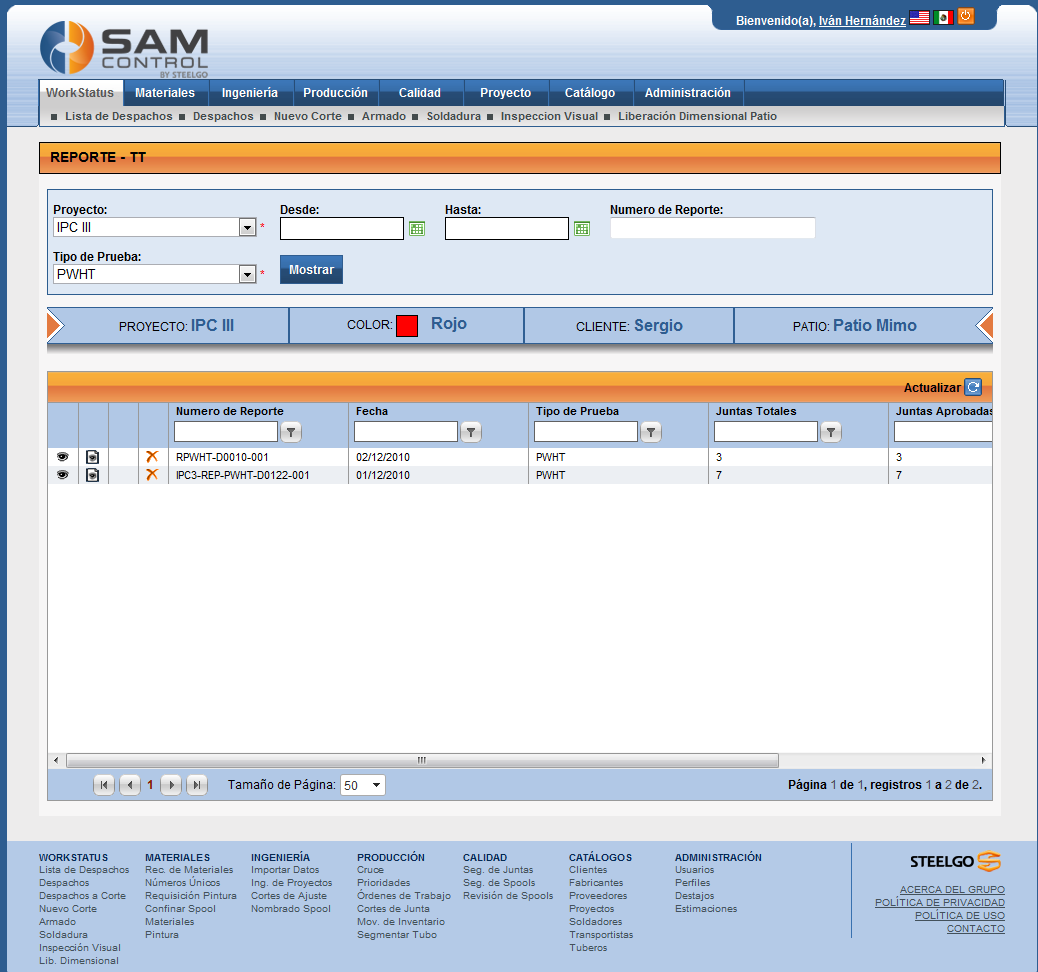 Bienvenido(a), Iván Hernández
SAM
CONTROL
BY STEELGO
WorkStatus Materiales Ingeniería Producción Calidad Proyecto Catálogo Administración
Lista de Despachos Despachos Nuevo Corte Armado Soldadura Inspeccion Visual Liberación Dimensional Patio
REPORTE - TT
Proyecto: Desde: Hasta: Numero de Reporte:
IPC III *
Tipo de Prueba:
PWHT * Mostrar
PROYECTO: IPC III COLOR: Rojo CLIENTE: Sergio PATIO: Patio Mimo
Actualizar
Numero de Reporte Fecha Tipo de Prueba Juntas Totales Juntas Aprobadas
RPWHT-D0010-001 02/12/2010 PWHT 3 3
IPC3-REP-PWHT-D0122-001 01/12/2010 PWHT 7 7
1 Tamaño de Página: 50 Página 1 de 1, registros 1 a 2 de 2.
WORKSTATUS MATERIALES INGENIERÍA PRODUCCIÓN CALIDAD CATÁLOGOS ADMINISTRACIÓN
Lista de Despachos Rec. de Materiales Importar Datos Cruce Seg. de Juntas Clientes Usuarios
Despachos Números Únicos Ing. de Proyectos Prioridades Seg. de Spools Fabricantes Perfiles
Despachos a Corte Requisición Pintura Cortes de Ajuste Órdenes de Trabajo Revisión de Spools Proveedores Destajos
Nuevo Corte Confinar Spool Nombrado Spool Cortes de Junta Proyectos Estimaciones
Armado Materiales Mov. de Inventario Soldadores
Soldadura Pintura Segmentar Tubo Transportistas
Inspección Visual Tuberos
Lib. Dimensional
STEELGO
ACERCA DEL GRUPO
POLÍTICA DE PRIVACIDAD
POLÍTICA DE USO
CONTACTO